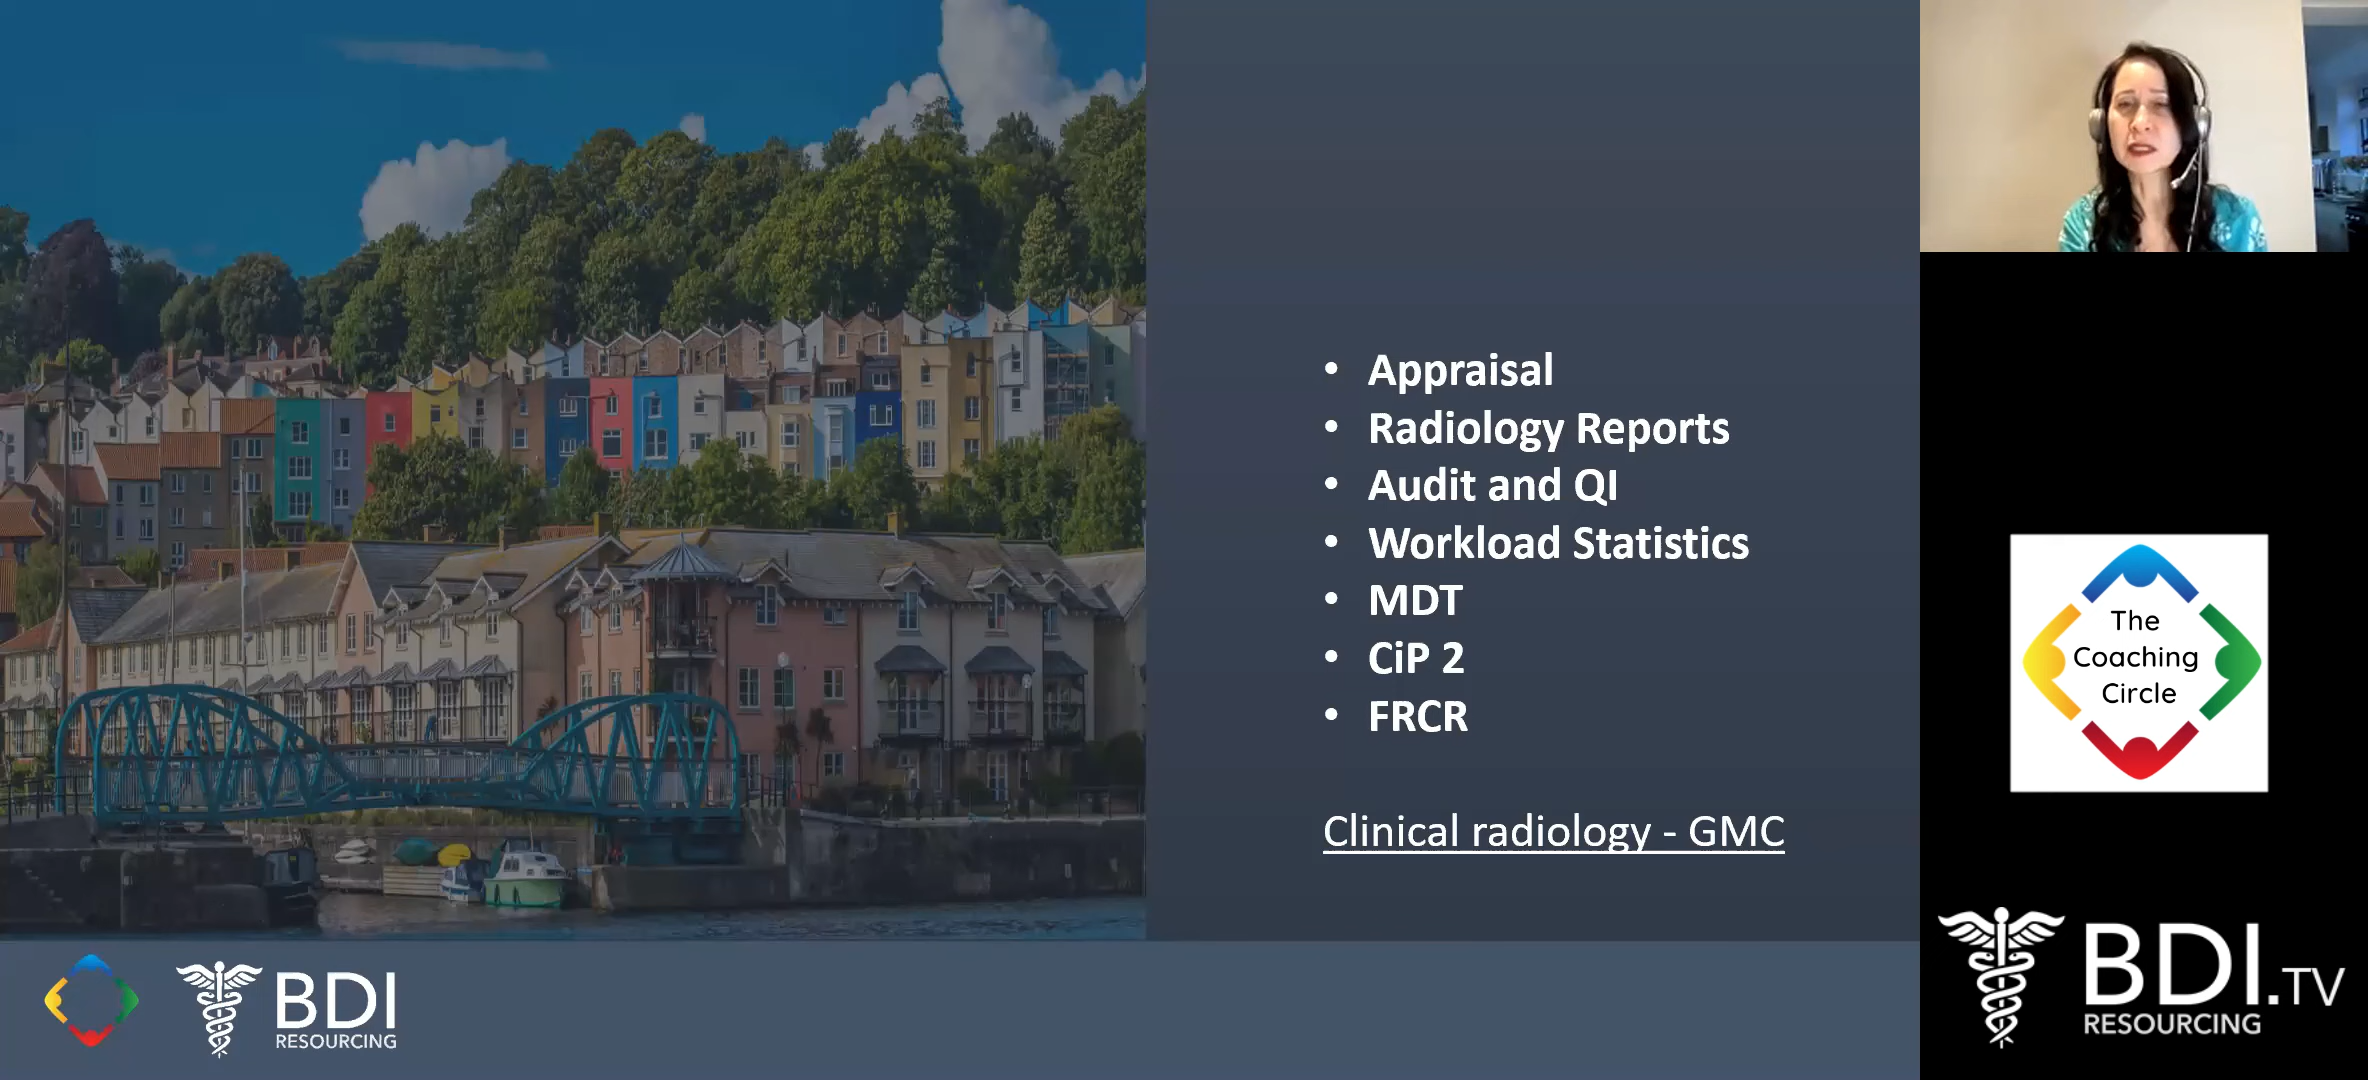 • Appraisal
• Radiology Reports
• Audit and QI
• Workload Statistics
• MDT
• CiP 2
• FRCR
Clinical radiology - GMC
The
Coaching
Circle
BDI
RESOURCING
BDI.TV
RESOURCING